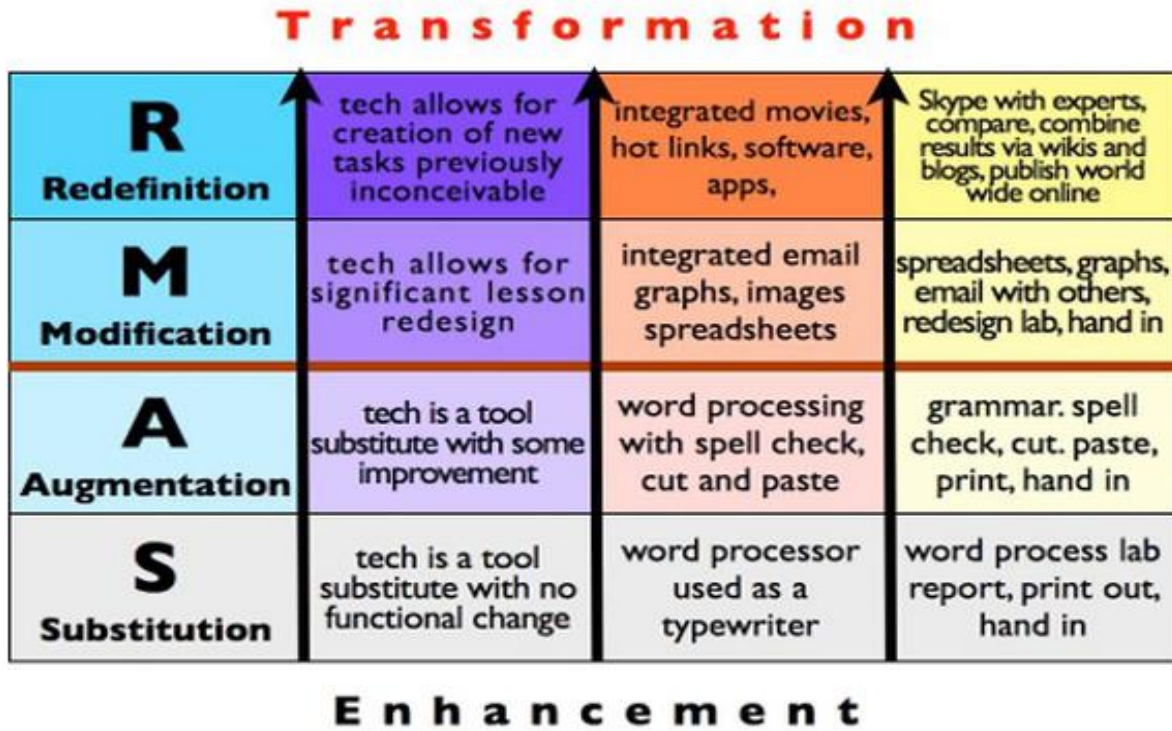 Transformation
R
Redefinition
tech allows for
creation of new
tasks previously
inconceivable
integrated movies,
hot links, software,
apps,
Skype with experts,
compare, combine
results via wikis and
blogs, publish world
wide online
M
Modification
tech allows for
significant lesson
redesign
integrated email
graphs, images
spreadsheets
spreadsheets, graphs,
email with others,
redesign lab, hand in
A
Augmentation
tech is a tool
substitute with some
improvement
word processing
with spell check,
cut and paste
grammar. spell
check, cut. paste,
print, hand in
S
Substitution
tech is a tool
substitute with no
functional change
word processor
used as a
typewriter
word process lab
report, print out,
hand in
Enhancement